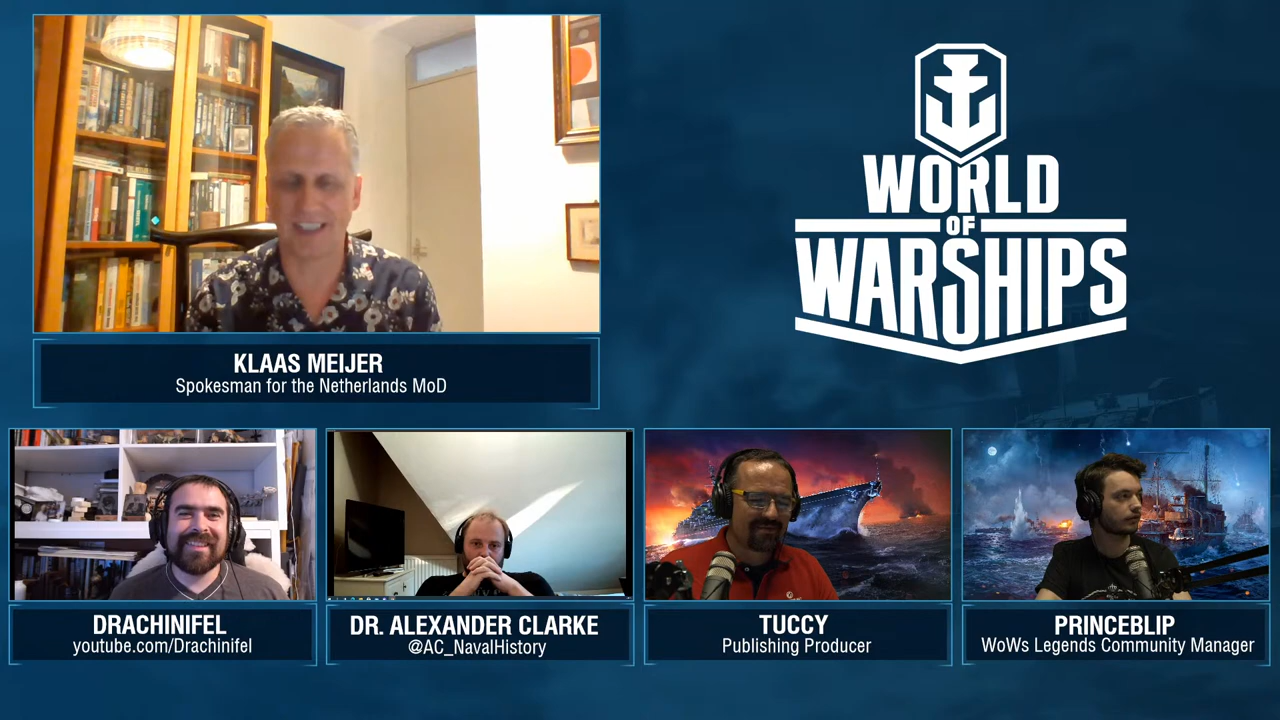 WORLD
OF
WARSHIPS
KLAAS MEIJER
Spokesman for the Netherlands MoD
DRACHINIFEL
youtube.com/Drachinifel
DR. ALEXANDER CLARKE
@AC_NavalHistory
TUCCY
Publishing Producer
PRINCEBLIP
WoWs Legends Community Manager